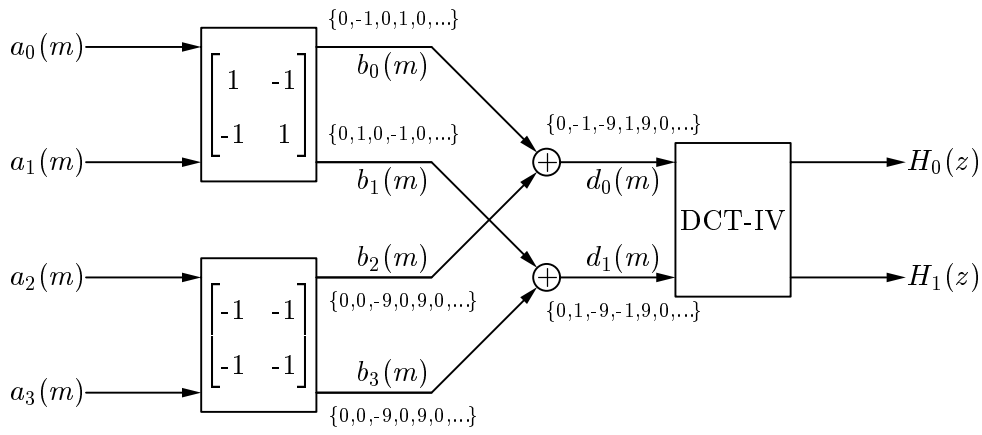 {0,-1,0,1,0,...}
a₀(m)
b₀(m)
1 -1
-1 1
{0,1,0,-1,0,...}
{0,-1,-9,1,9,0,...}
a₁(m)
b₁(m)
d₀(m)
H₀(z)
DCT-IV
b₂(m)
d₁(m)
a₂(m)
H₁(z)
{0,0,-9,0,9,0,...}
{0,1,-9,-1,9,0,...}
-1 -1
-1 -1
b₃(m)
a₃(m)
{0,0,-9,0,9,0,...}